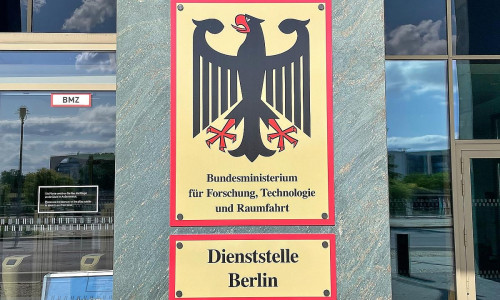 BMZ
Bundesministerium
für Forschung, Technologie
und Raumfahrt
Dienststelle
Berlin